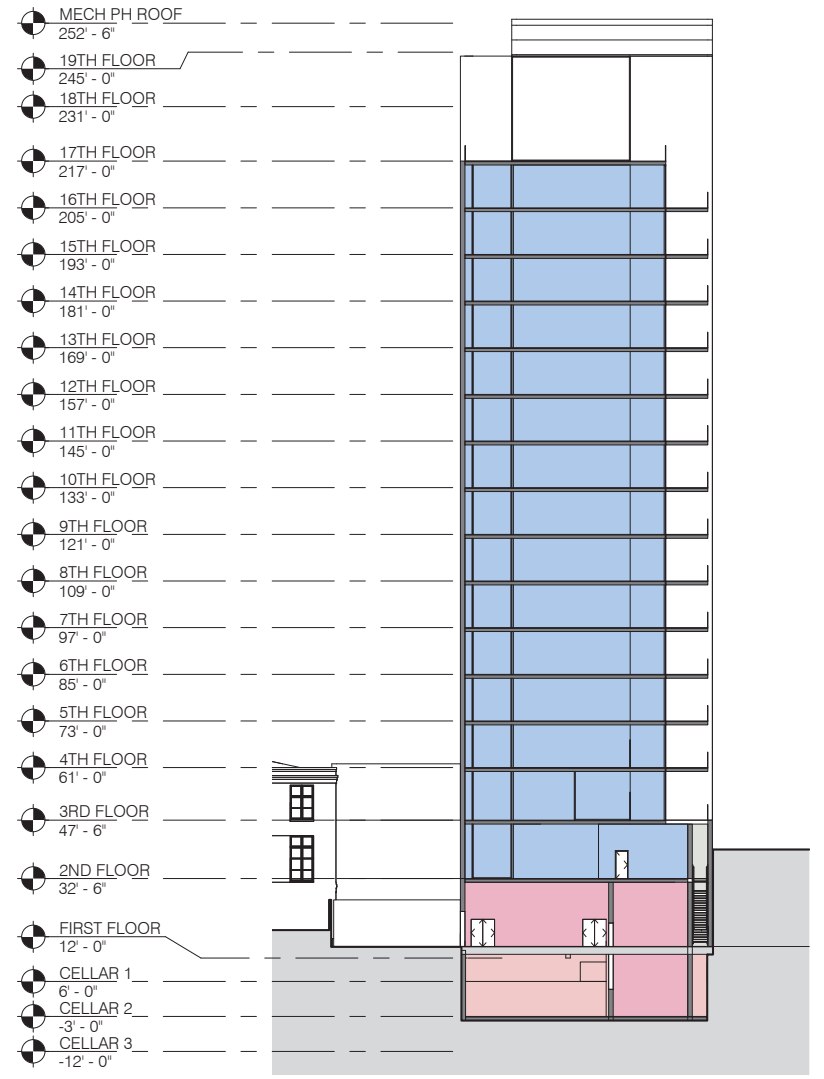 MECH PH ROOF
252' - 6"
19TH FLOOR
245' - 0"
18TH FLOOR
231' - 0"
17TH FLOOR
217' - 0"
16TH FLOOR
205' - 0"
15TH FLOOR
193' - 0"
14TH FLOOR
181' - 0"
13TH FLOOR
169' - 0"
12TH FLOOR
157' - 0"
11TH FLOOR
145' - 0"
10TH FLOOR
133' - 0"
9TH FLOOR
121' - 0"
8TH FLOOR
109' - 0"
7TH FLOOR
97' - 0"
6TH FLOOR
85' - 0"
5TH FLOOR
73' - 0"
4TH FLOOR
61' - 0"
3RD FLOOR
47' - 6"
2ND FLOOR
32' - 6"
FIRST FLOOR
12' - 0"
CELLAR 1
6' - 0"
CELLAR 2
-3' - 0"
CELLAR 3
-12' - 0"